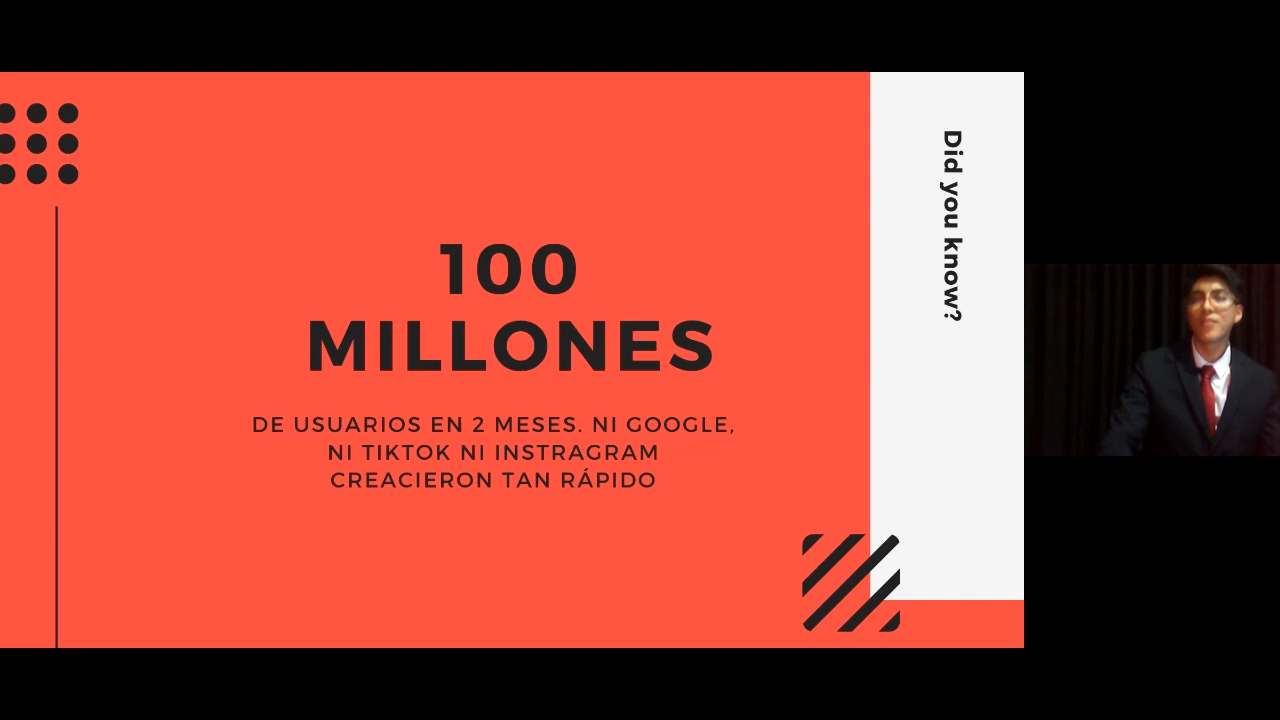 100
MILLONES
DE USUARIOS EN 2 MESES. NI GOOGLE,
NI TIKTOK NI INSTRAGRAM
CREACIERON TAN RÁPIDO
Did you know?